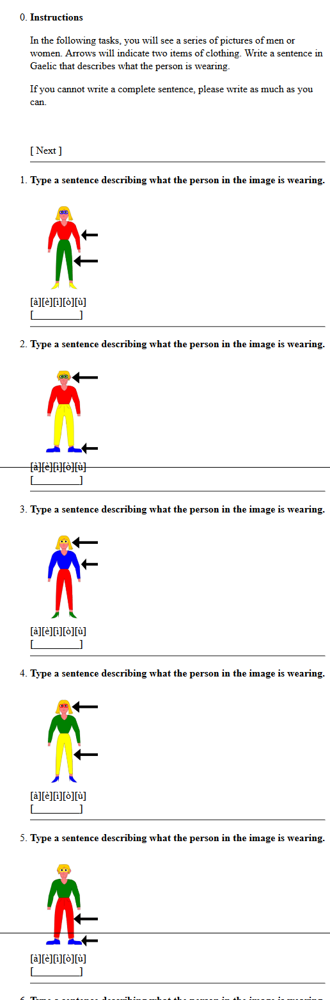 0. Instructions
In the following tasks, you will see a series of pictures of men or
women. Arrows will indicate two items of clothing. Write a sentence in
Gaelic that describes what the person is wearing.
If you cannot write a complete sentence, please write as much as you
can.
[ Next ]
1. Type a sentence describing what the person in the image is wearing.
[à][è][ì][ò][ù]
[__________]
2. Type a sentence describing what the person in the image is wearing.
[à][è][ì][ò][ù]
[__________]
3. Type a sentence describing what the person in the image is wearing.
[à][è][ì][ò][ù]
[__________]
4. Type a sentence describing what the person in the image is wearing.
[à][è][ì][ò][ù]
[__________]
5. Type a sentence describing what the person in the image is wearing.
[à][è][ì][ò][ù]
[__________]